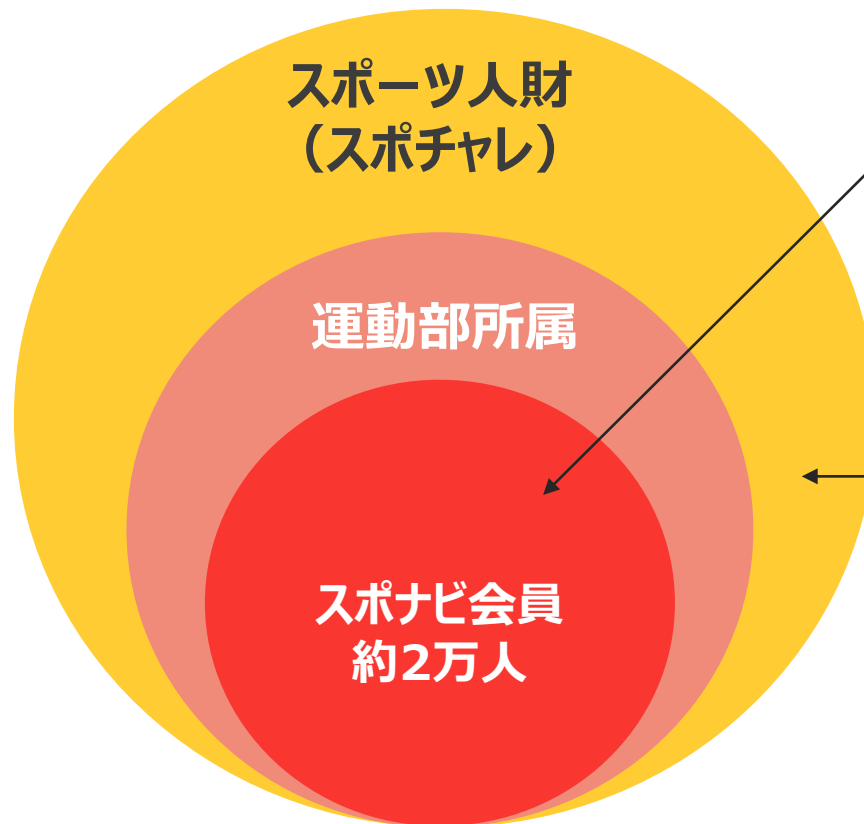 スポーツ人財
（スポチャレ）
運動部所属
スポナビ会員
約2万人